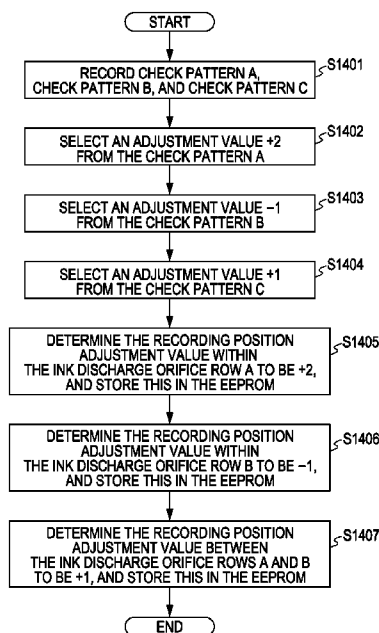 START
S1401
RECORD CHECK PATTERN A,
CHECK PATTERN B, AND CHECK PATTERN C
S1402
SELECT AN ADJUSTMENT VALUE +2
FROM THE CHECK PATTERN A
S1403
SELECT AN ADJUSTMENT VALUE −1
FROM THE CHECK PATTERN B
S1404
SELECT AN ADJUSTMENT VALUE +1
FROM THE CHECK PATTERN C
S1405
DETERMINE THE RECORDING POSITION
ADJUSTMENT VALUE WITHIN
THE INK DISCHARGE ORIFICE ROW A TO BE +2,
AND STORE THIS IN THE EEPROM
S1406
DETERMINE THE RECORDING POSITION
ADJUSTMENT VALUE WITHIN
THE INK DISCHARGE ORIFICE ROW B TO BE −1,
AND STORE THIS IN THE EEPROM
S1407
DETERMINE THE RECORDING POSITION
ADJUSTMENT VALUE BETWEEN
THE INK DISCHARGE ORIFICE ROWS A AND B
TO BE +1, AND STORE THIS IN THE EEPROM
END